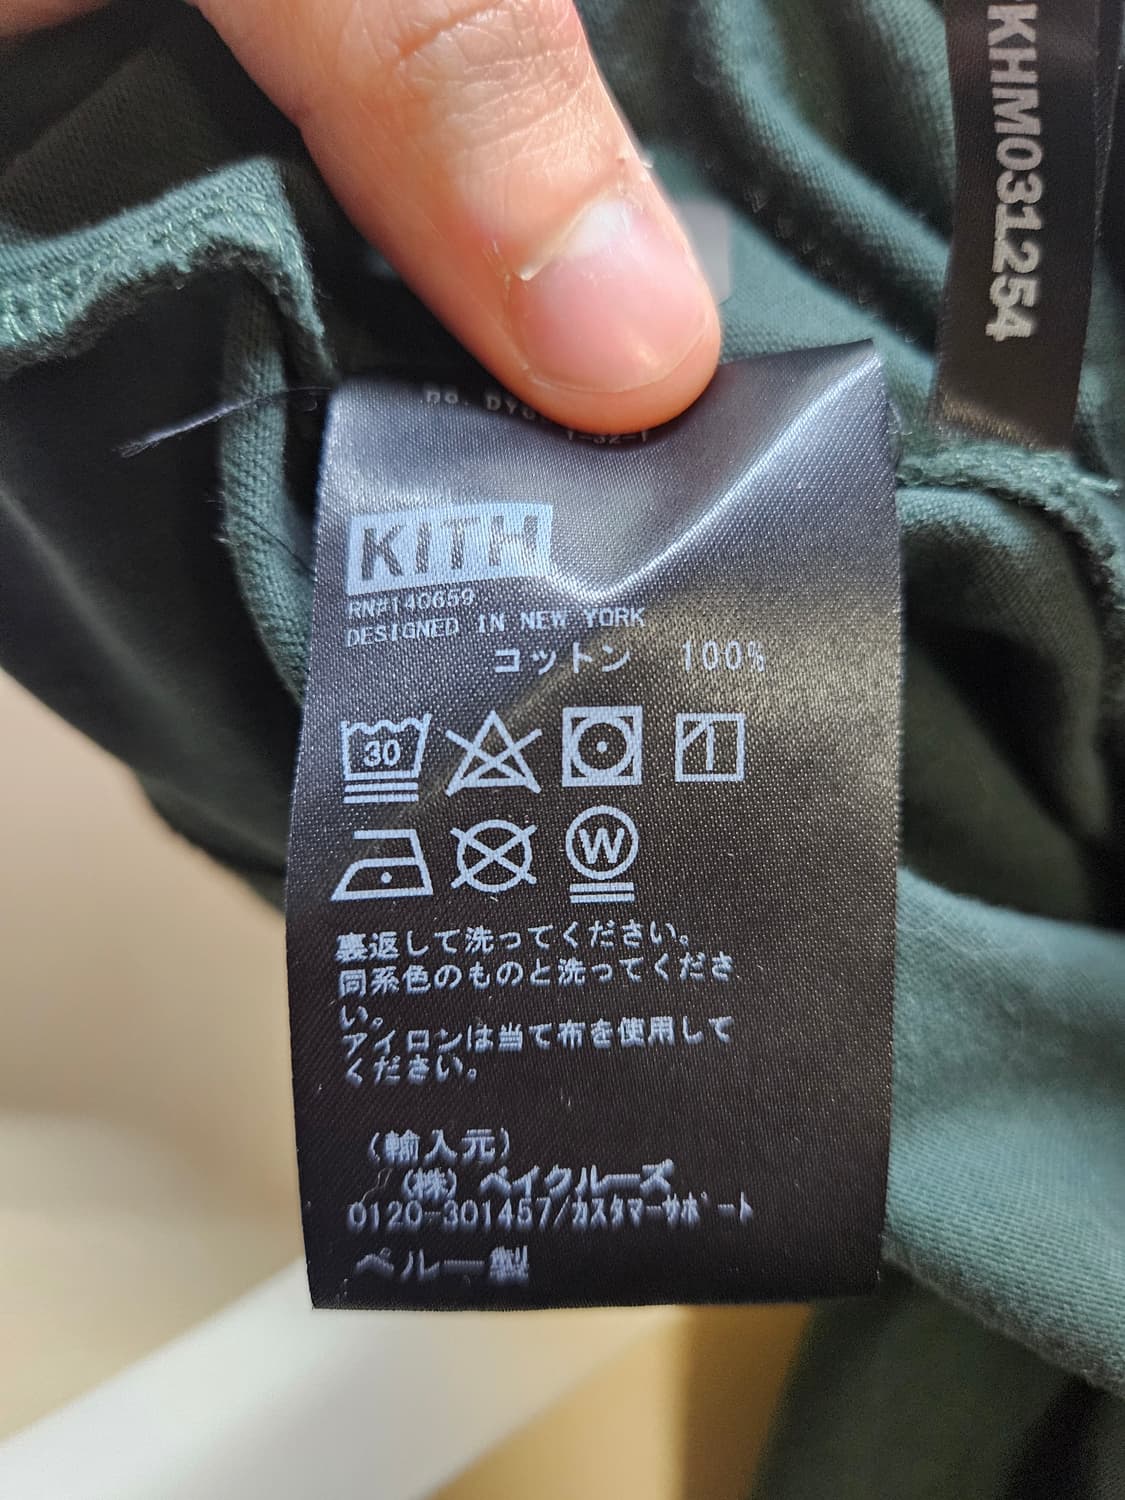 KHM031L254
KITH
RN#140659
DESIGNED IN NEW YORK
コットン 100%
30
W
裏返して洗ってください。
同系色のものと洗ってくださ
い。
アイロンは当て布を使用して
ください。
(輸入元)
(株) ベイクルーズ
0120-301457/カスタマーサポート
ペルー製